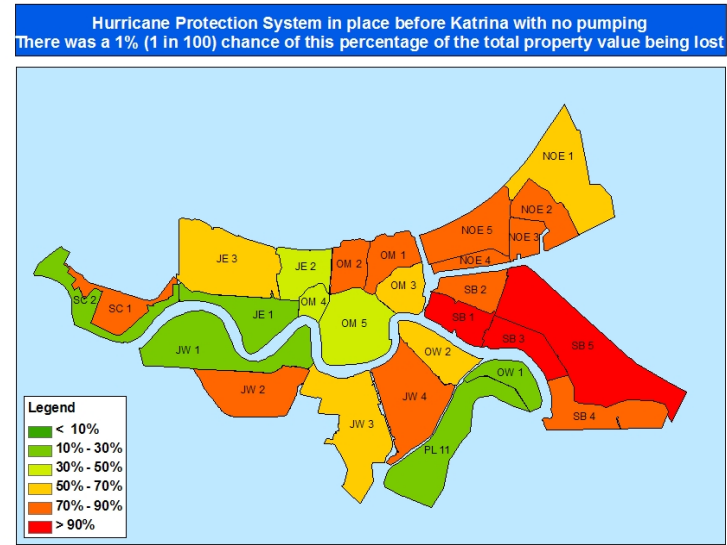 Hurricane Protection System in place before Katrina with no pumping
There was a 1% (1 in 100) chance of this percentage of the total property value being lost
NOE 1
NOE 2
NOE 5
NOE 3
NOE 4
OM 1
OM 2
JE 3
JE 2
OM 3
SB 2
SC 2
SC 1
OM 4
JE 1
SB 1
OM 5
SB 3
SB 5
JW 1
OW 2
OW 1
JW 2
JW 4
SB 4
JW 3
PL 11
Legend
< 10%
10% - 30%
30% - 50%
50% - 70%
70% - 90%
> 90%